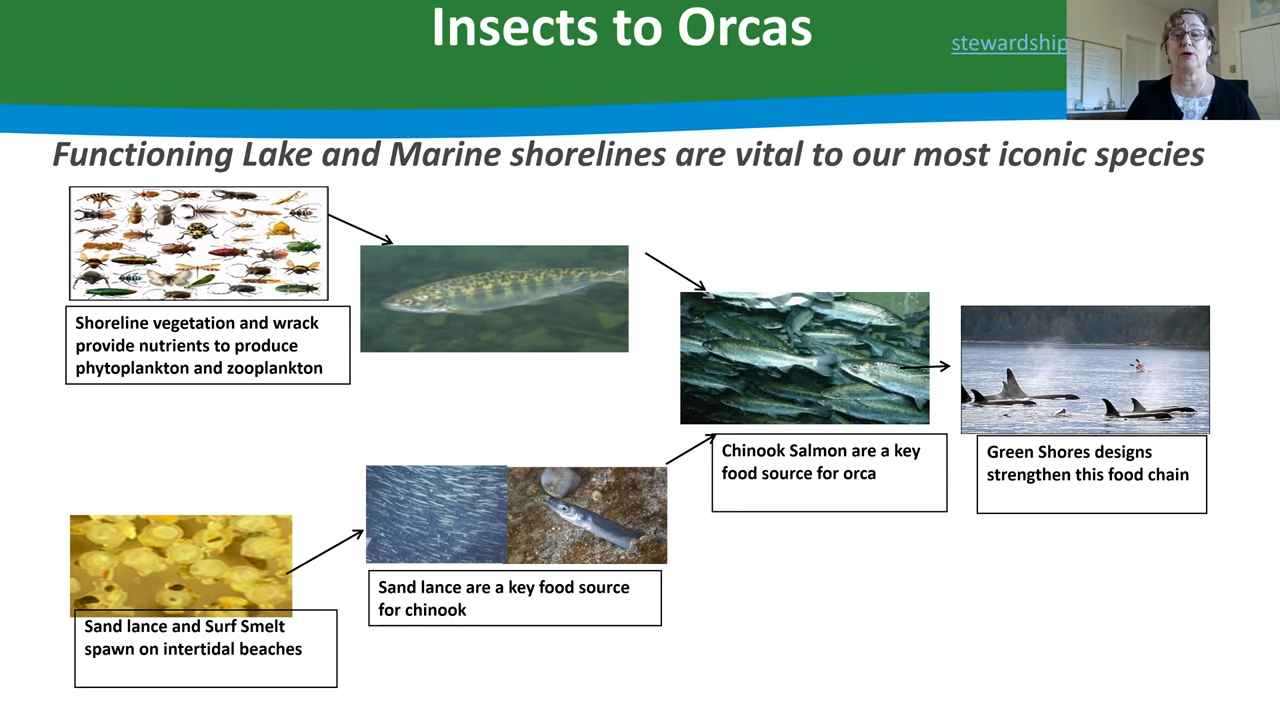 Insects to Orcas
stewardship
Functioning Lake and Marine shorelines are vital to our most iconic species
Shoreline vegetation and wrack
provide nutrients to produce
phytoplankton and zooplankton
Chinook Salmon are a key
food source for orca
Green Shores designs
strengthen this food chain
Sand lance are a key food source
for chinook
Sand lance and Surf Smelt
spawn on intertidal beaches